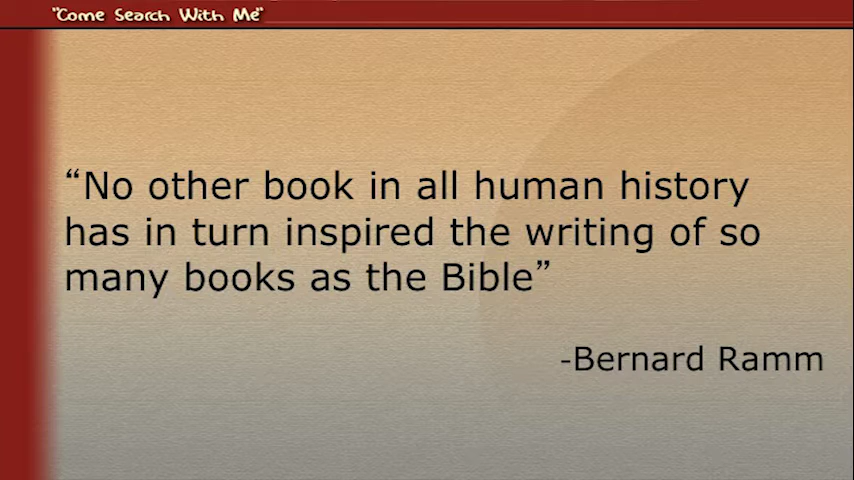 "Come Search With Me"
“No other book in all human history
has in turn inspired the writing of so
many books as the Bible”
-Bernard Ramm